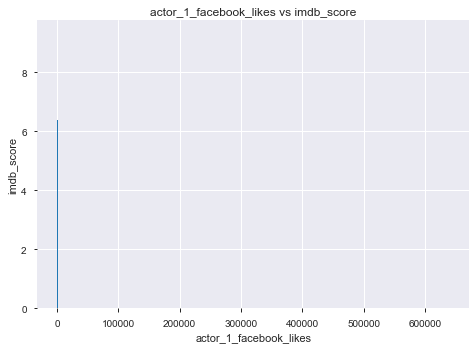 actor_1_facebook_likes vs imdb_score
8
6
4
2
0
imdb_score
0 100000 200000 300000 400000 500000 600000
actor_1_facebook_likes